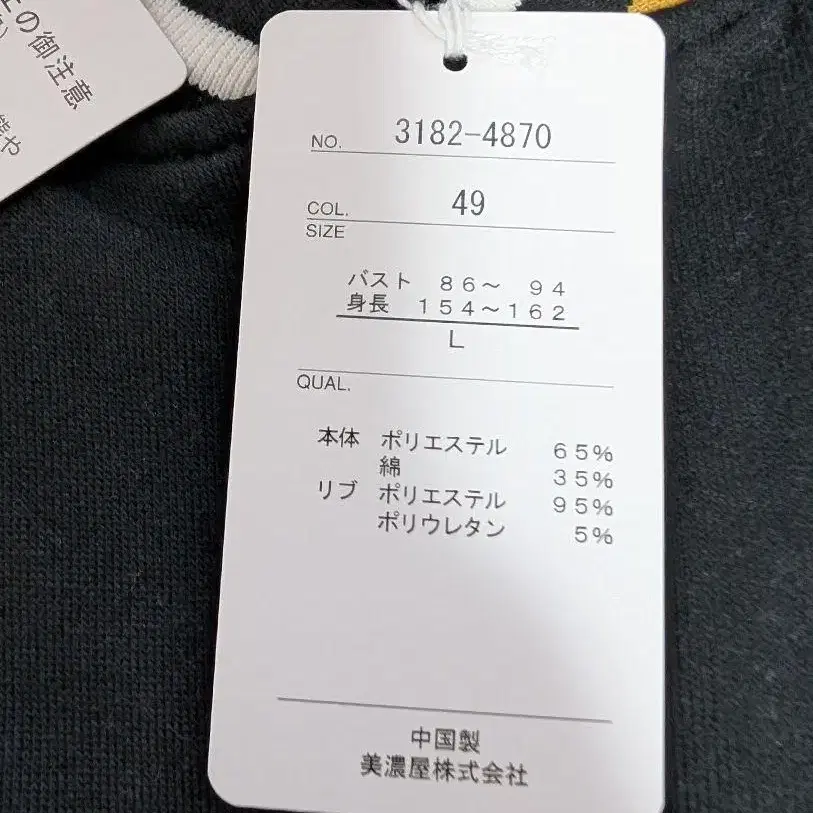 の御注意
NO. 3182-4870
COL. 49
SIZE
バスト 86～ 94
身長 154～162
L
QUAL.
本体 ポリエステル 65%
綿 35%
リブ ポリエステル 95%
ポリウレタン 5%
中国製
美濃屋株式会社